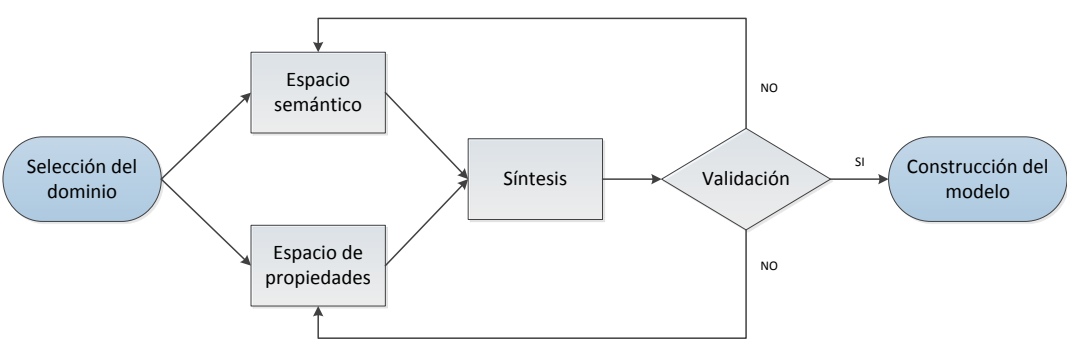 Espacio
semántico
NO
Selección del
dominio
Síntesis
Validación
SI
Construcción del
modelo
Espacio de
propiedades
NO